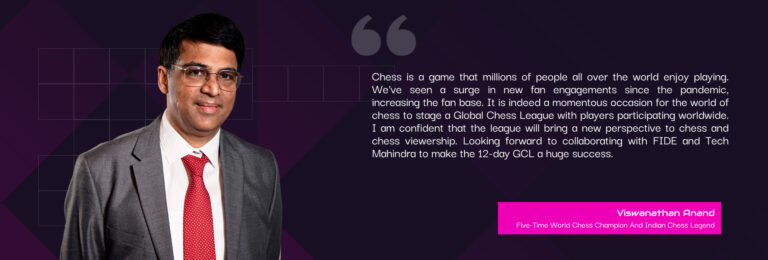 Chess is a game that millions of people all over the world enjoy playing.
We've seen a surge in new fan engagements since the pandemic,
increasing the fan base. It is indeed a momentous occasion for the world of
chess to stage a Global Chess League with players participating worldwide.
I am confident that the league will bring a new perspective to chess and
chess viewership. Looking forward to collaborating with FIDE and Tech
Mahindra to make the 12-day GCL a huge success.
Viswanathan Anand
Five-Time World Chess Champion And Indian Chess Legend